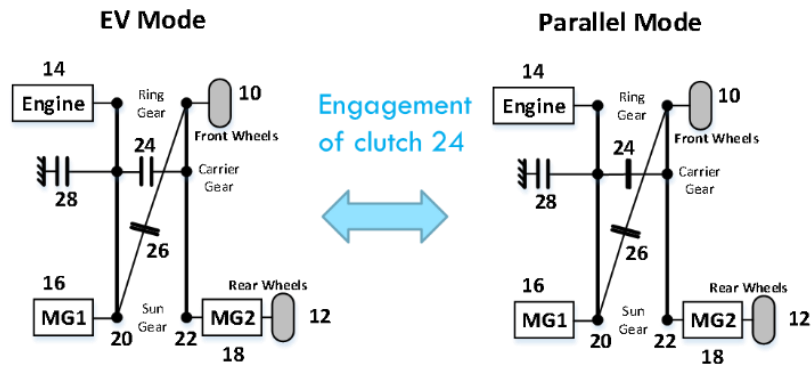 EV Mode
14
Engine
Ring
Gear
10
Front Wheels
24
Carrier
Gear
28
26
16
MG1
20
Sun
Gear
22
Rear Wheels
MG2
18
12
Engagement
of clutch 24
Parallel Mode
14
Engine
Ring
Gear
10
Front Wheels
24
Carrier
Gear
28
26
16
MG1
20
Sun
Gear
22
Rear Wheels
MG2
18
12